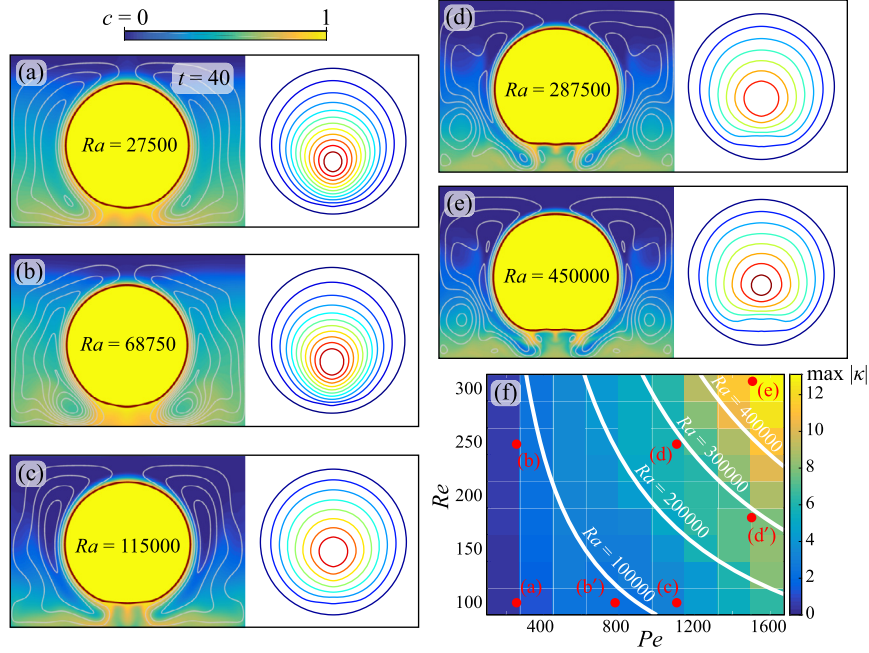 c = 0 1
(a) t = 40
Ra = 27500
(b)
Ra = 68750
(c)
Ra = 115000
(d)
Ra = 287500
(e)
Ra = 450000
(f)
max |κ|
300
250
200
150
100
Re
400 800 1200 1600
Pe
12
10
8
6
4
2
0
Ra = 400000
Ra = 300000
Ra = 200000
Ra = 100000
(e)
(b)
(d)
(d′)
(a)
(b′)
(c)